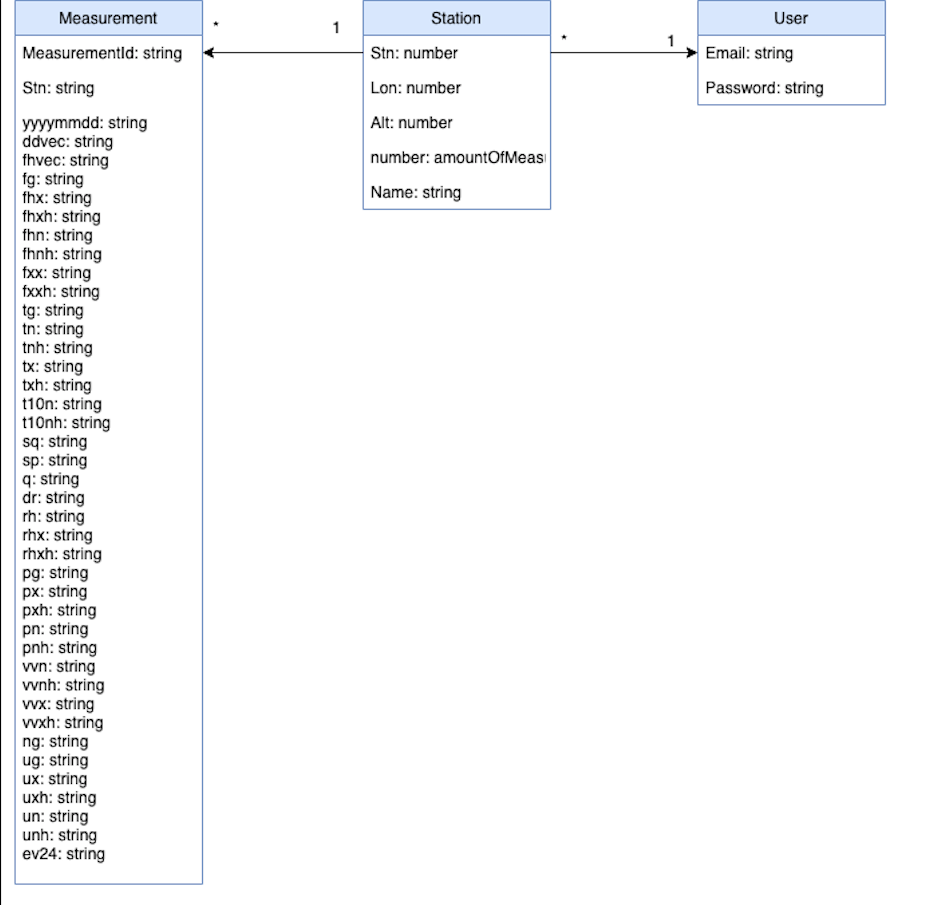 Measurement
MeasurementId: string
Stn: string
yyyymmdd: string
ddvec: string
fhvec: string
fg: string
fhx: string
fhxh: string
fhn: string
fhnh: string
fxx: string
fxxh: string
tg: string
tn: string
tnh: string
tx: string
txh: string
t10n: string
t10nh: string
sq: string
sp: string
q: string
dr: string
rh: string
rhx: string
rhxh: string
pg: string
px: string
pxh: string
pn: string
pnh: string
vvn: string
vvnh: string
vvx: string
vvxh: string
ng: string
ug: string
ux: string
uxh: string
un: string
unh: string
ev24: string
* 1
Station
Stn: number
Lon: number
Alt: number
number: amountOfMeas
Name: string
* 1
User
Email: string
Password: string